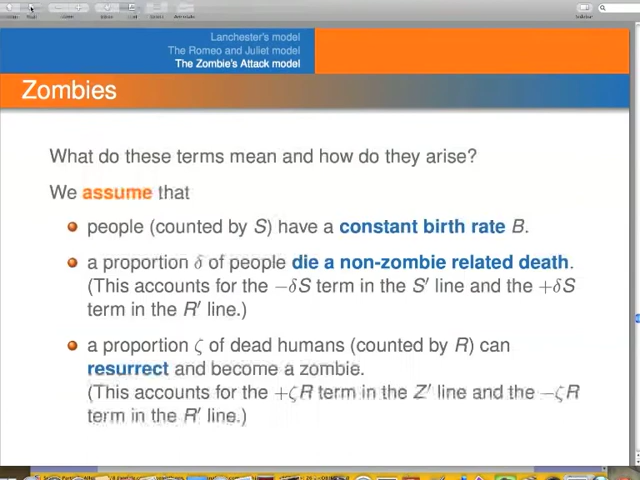 Lanchester's model
The Romeo and Juliet model
The Zombie's Attack model
Zombies
What do these terms mean and how do they arise?
We assume that
people (counted by S) have a constant birth rate B.
a proportion δ of people die a non-zombie related death.
(This accounts for the −δS term in the S′ line and the +δS
term in the R′ line.)
a proportion ζ of dead humans (counted by R) can
resurrect and become a zombie.
(This accounts for the +ζR term in the Z′ line and the −ζR
term in the R′ line.)